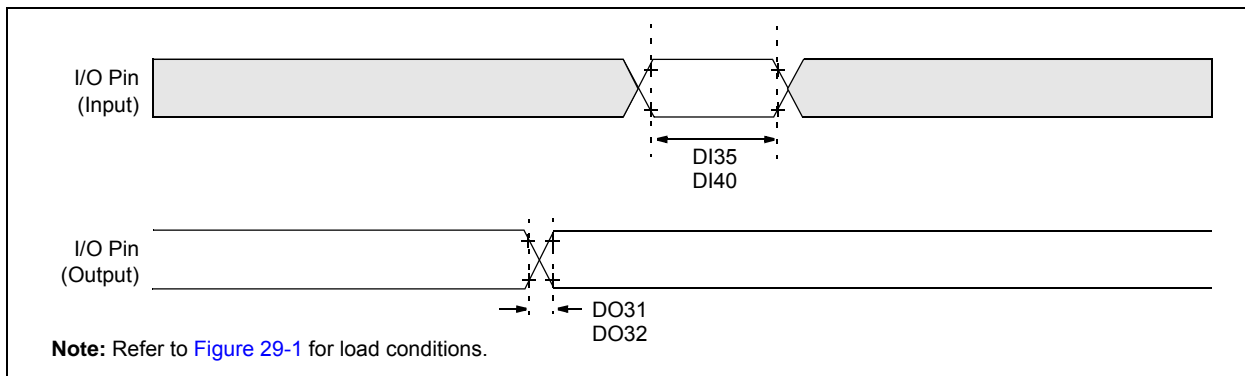 I/O Pin
(Input)
DI35
DI40
I/O Pin
(Output)
DO31
DO32
Note: Refer to Figure 29-1 for load conditions.